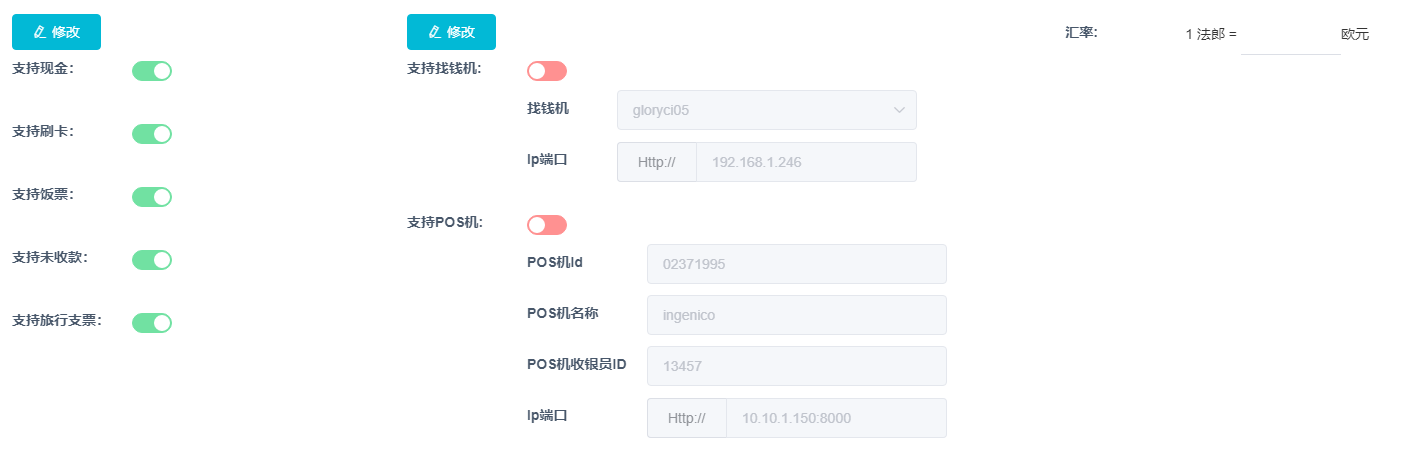 修改
支持现金：
支持刷卡：
支持饭票：
支持未收款：
支持旅行支票：
修改
支持找钱机：
找钱机 gloryci05
Ip端口 Http:// 192.168.1.246
支持POS机：
POS机Id 02371995
POS机名称 ingenico
POS机收银员ID 13457
Ip端口 Http:// 10.10.1.150:8000
汇率： 1 法郎 = 欧元